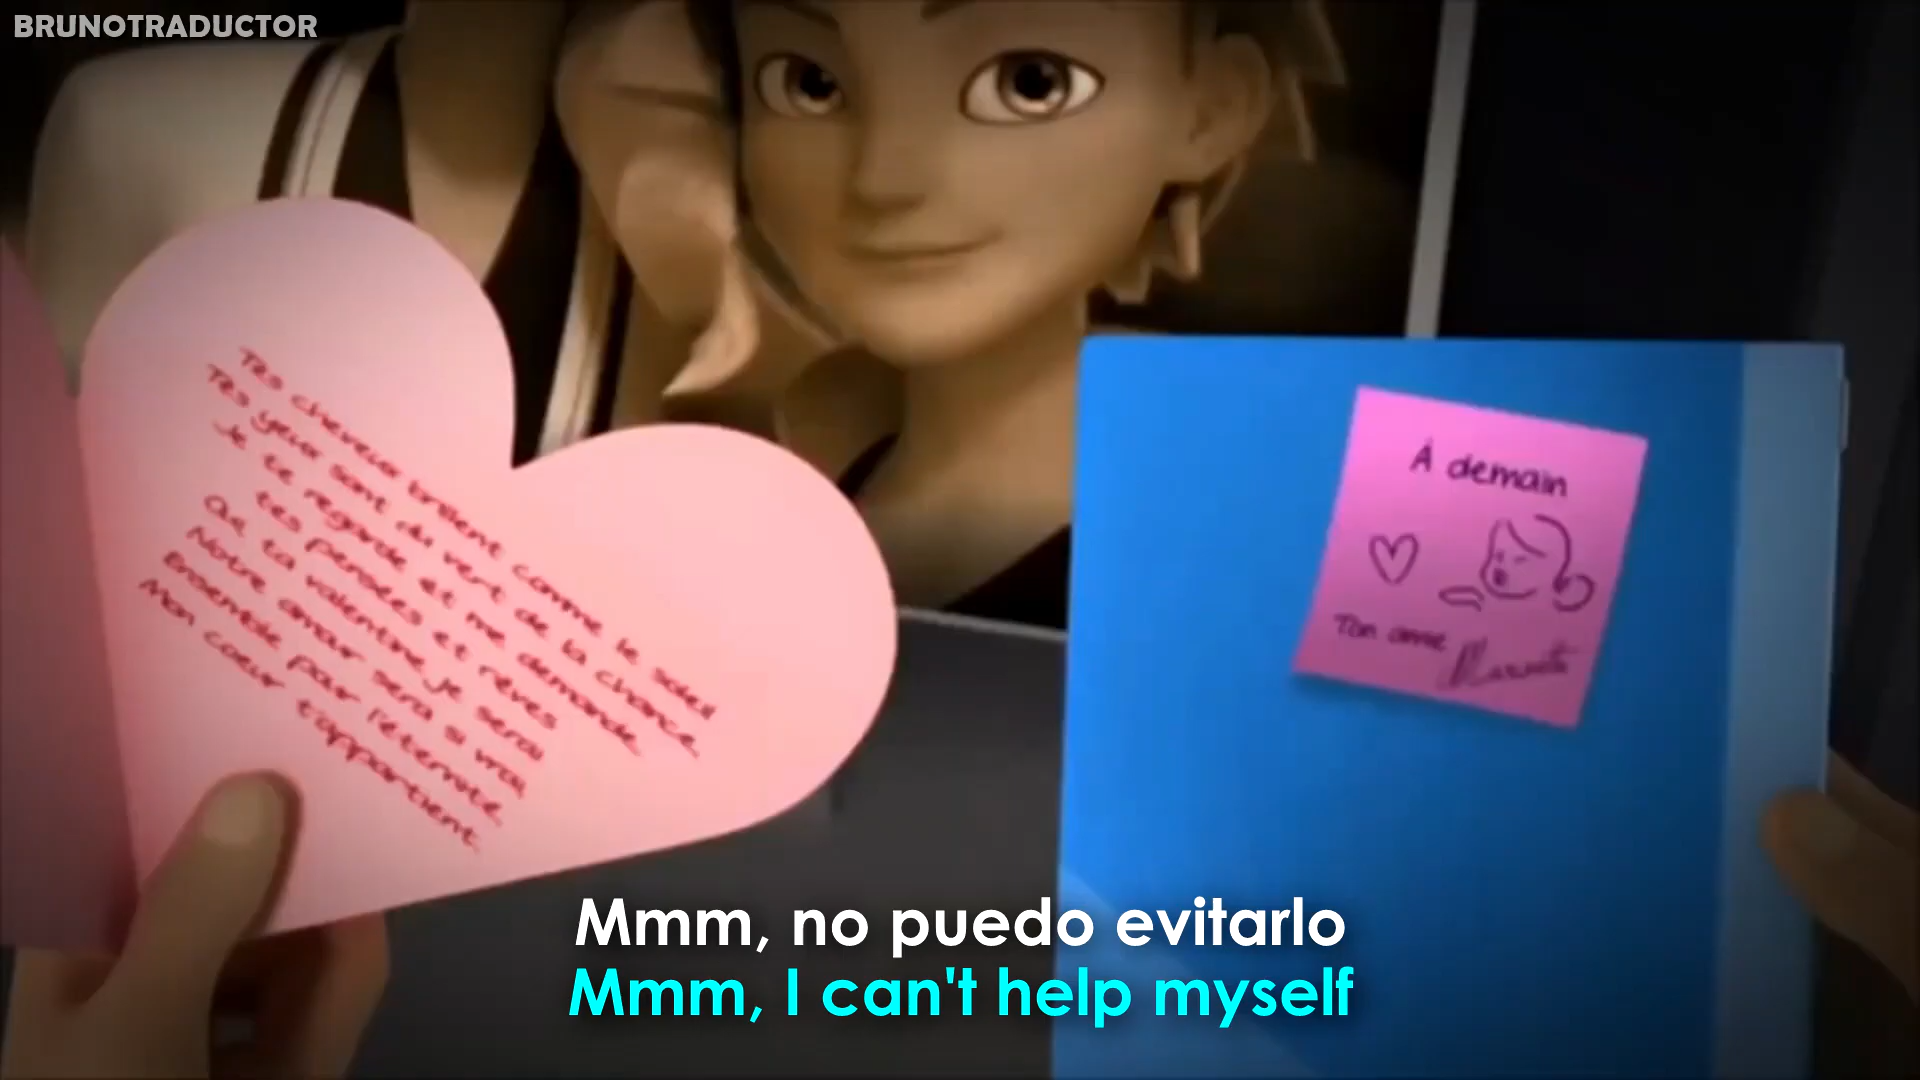 BRUNOTRADUCTOR
Tes cheveux brillent comme le soleil
Tes yeux sont du vert de la chance
Je te regarde et me demande
tes pensées et rêves
Oui ta valentine je serai
Notre amour sera si vrai
Ensemble pour l'éternité
Mon coeur t'appartient.
À demain
Ton amie
Marinette
Mmm, no puedo evitarlo
Mmm, I can't help myself